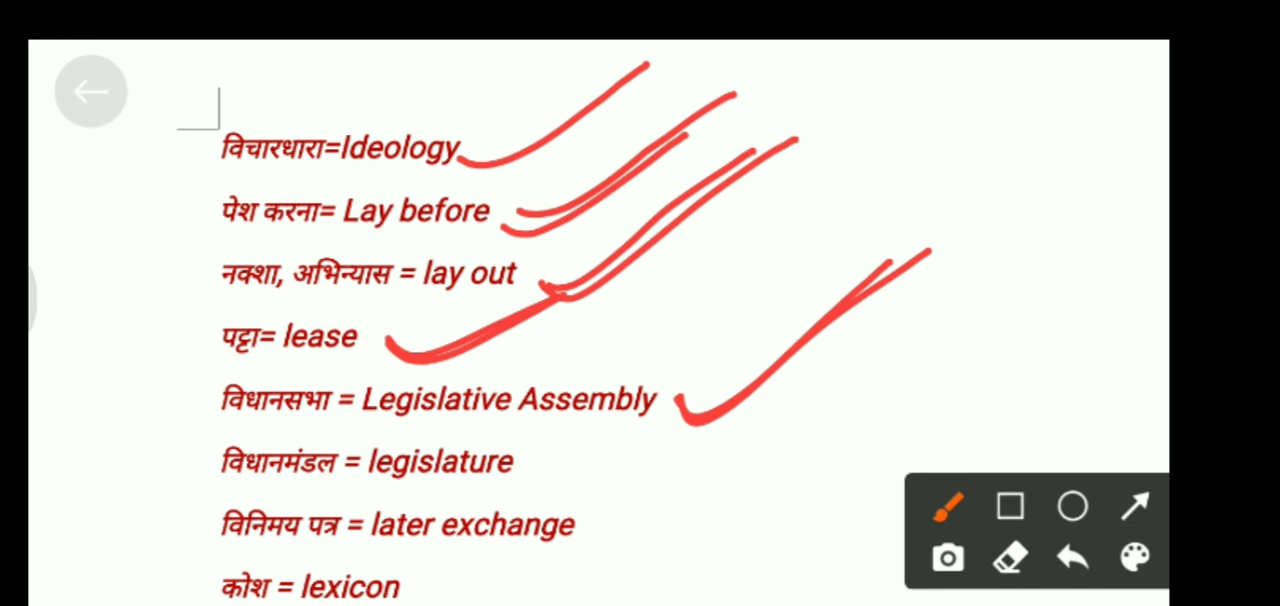 विचारधारा=Ideology
पेश करना= Lay before
नक्शा, अभिन्यास = lay out
पट्टा= lease
विधानसभा = Legislative Assembly
विधानमंडल = legislature
विनिमय पत्र = later exchange
कोश = lexicon